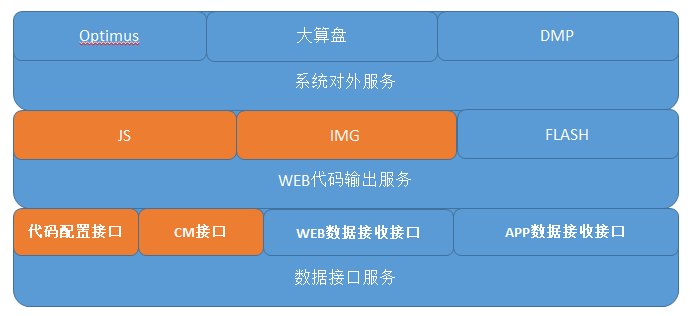 Optimus
大算盘
DMP
系统对外服务
JS
IMG
FLASH
WEB代码输出服务
代码配置接口
CM接口
WEB数据接收接口
APP数据接收接口
数据接口服务